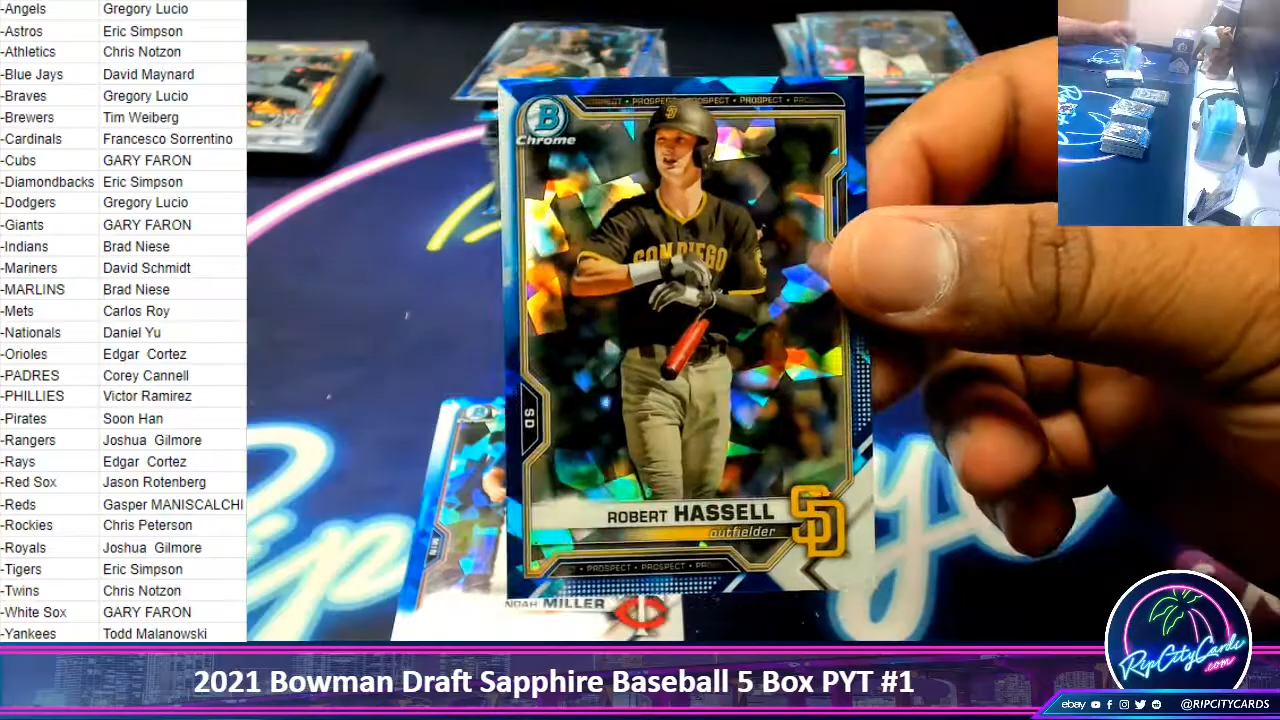 -Angels Gregory Lucio
-Astros Eric Simpson
-Athletics Chris Notzon
-Blue Jays David Maynard
-Braves Gregory Lucio
-Brewers Tim Weiberg
-Cardinals Francesco Sorrentino
-Cubs GARY FARON
-Diamondbacks Eric Simpson
-Dodgers Gregory Lucio
-Giants GARY FARON
-Indians Brad Niese
-Mariners David Schmidt
-MARLINS Brad Niese
-Mets Carlos Roy
-Nationals Daniel Yu
-Orioles Edgar Cortez
-PADRES Corey Cannell
-PHILLIES Victor Ramirez
-Pirates Soon Han
-Rangers Joshua Gilmore
-Rays Edgar Cortez
-Red Sox Jason Rotenberg
-Reds Gasper MANISCALCHI
-Rockies Chris Peterson
-Royals Joshua Gilmore
-Tigers Eric Simpson
-Twins Chris Notzon
-White Sox GARY FARON
-Yankees Todd Malanowski
PROSPECT • PROSPECT
B
Chrome
SD
SAN DIEGO
SD
ROBERT HASSELL
outfielder
SD
• PROSPECT • PROSPECT •
MIN
NOAH MILLER
RipCityCards
.com
2021 Bowman Draft Sapphire Baseball 5 Box PYT #1
ebay @RIPCITYCARDS